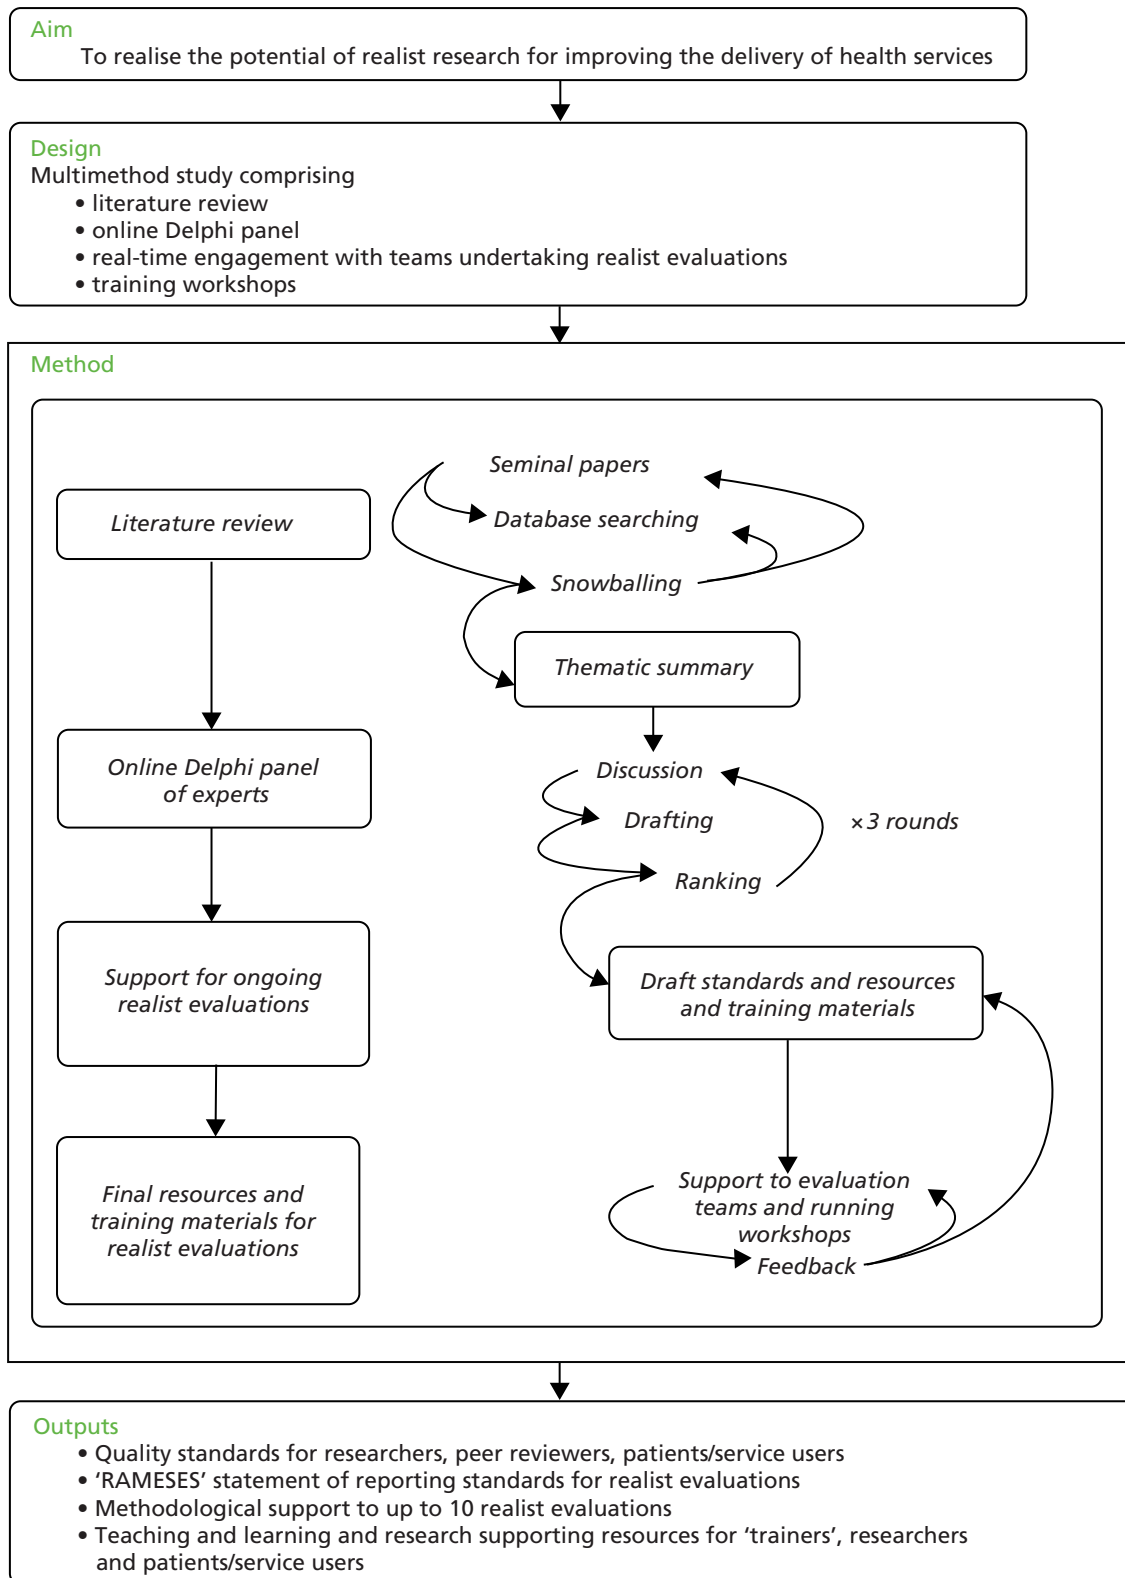 Aim
To realise the potential of realist research for improving the delivery of health services
Design
Multimethod study comprising
• literature review
• online Delphi panel
• real-time engagement with teams undertaking realist evaluations
• training workshops
Method
Literature review
Online Delphi panel
of experts
Support for ongoing
realist evaluations
Final resources and
training materials for
realist evaluations
Seminal papers
Database searching
Snowballing
Thematic summary
Discussion
Drafting
×3 rounds
Ranking
Draft standards and resources
and training materials
Support to evaluation
teams and running
workshops
Feedback
Outputs
• Quality standards for researchers, peer reviewers, patients/service users
• ‘RAMESES’ statement of reporting standards for realist evaluations
• Methodological support to up to 10 realist evaluations
• Teaching and learning and research supporting resources for ‘trainers’, researchers
and patients/service users